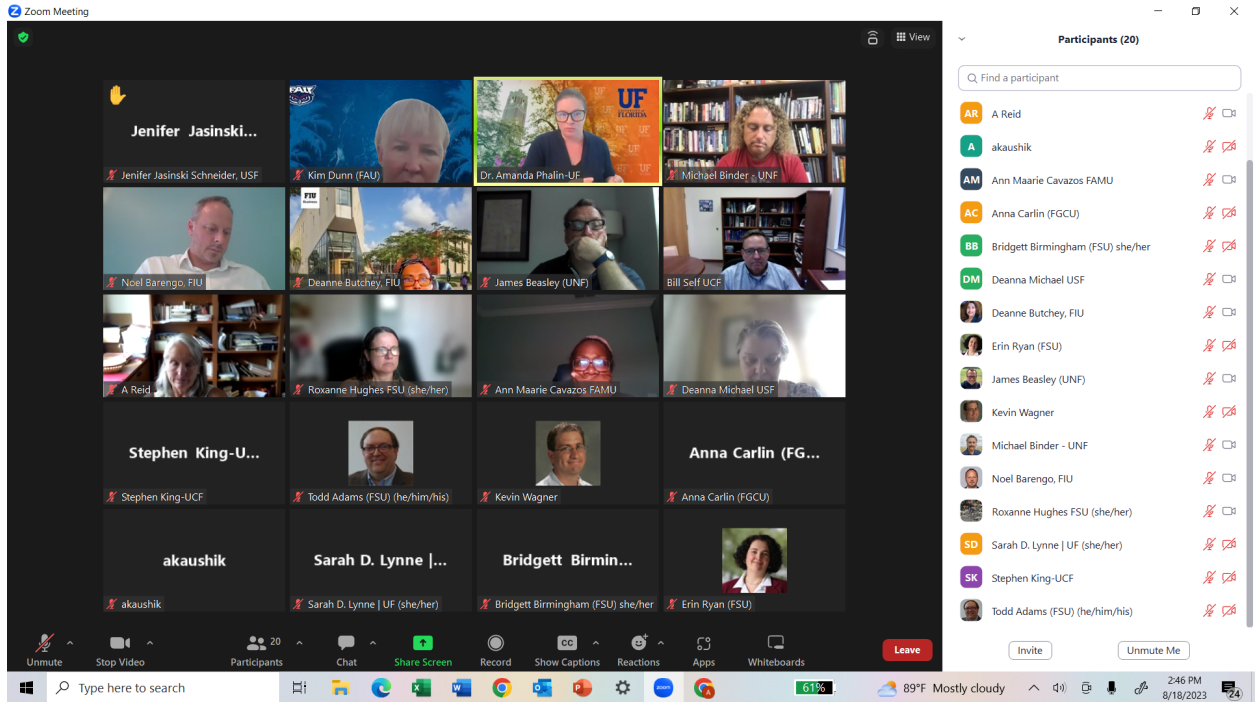 Zoom Meeting
View
Jenifer Jasinski...
Jenifer Jasinski Schneider, USF
FAU
Kim Dunn (FAU)
UF
UF
FLORIDA
Dr. Amanda Phalin-UF
Michael Binder - UNF
Noel Barengo, FIU
FIU
Business
Deanne Butchey, FIU
James Beasley (UNF)
Bill Self UCF
A Reid
Roxanne Hughes FSU (she/her)
Ann Maarie Cavazos FAMU
Deanna Michael USF
Stephen King-U...
Stephen King-UCF
Todd Adams (FSU) (he/him/his)
Kevin Wagner
Anna Carlin (FG...
Anna Carlin (FGCU)
akaushik
akaushik
Sarah D. Lynne |...
Sarah D. Lynne | UF (she/her)
Bridgett Birmin...
Bridgett Birmingham (FSU) she/her
Erin Ryan (FSU)
Unmute
Stop Video
20
Participants
Chat
Share Screen
Record
CC
Show Captions
Reactions
Apps
Whiteboards
Leave
Participants (20)
Find a participant
AR A Reid
A akaushik
AM Ann Maarie Cavazos FAMU
AC Anna Carlin (FGCU)
BB Bridgett Birmingham (FSU) she/her
DM Deanna Michael USF
Deanne Butchey, FIU
Erin Ryan (FSU)
James Beasley (UNF)
Kevin Wagner
Michael Binder - UNF
Noel Barengo, FIU
Roxanne Hughes FSU (she/her)
SD Sarah D. Lynne | UF (she/her)
SK Stephen King-UCF
Todd Adams (FSU) (he/him/his)
Invite
Unmute Me
Type here to search
zoom
A
61%
89°F Mostly cloudy
2:46 PM
8/18/2023
24